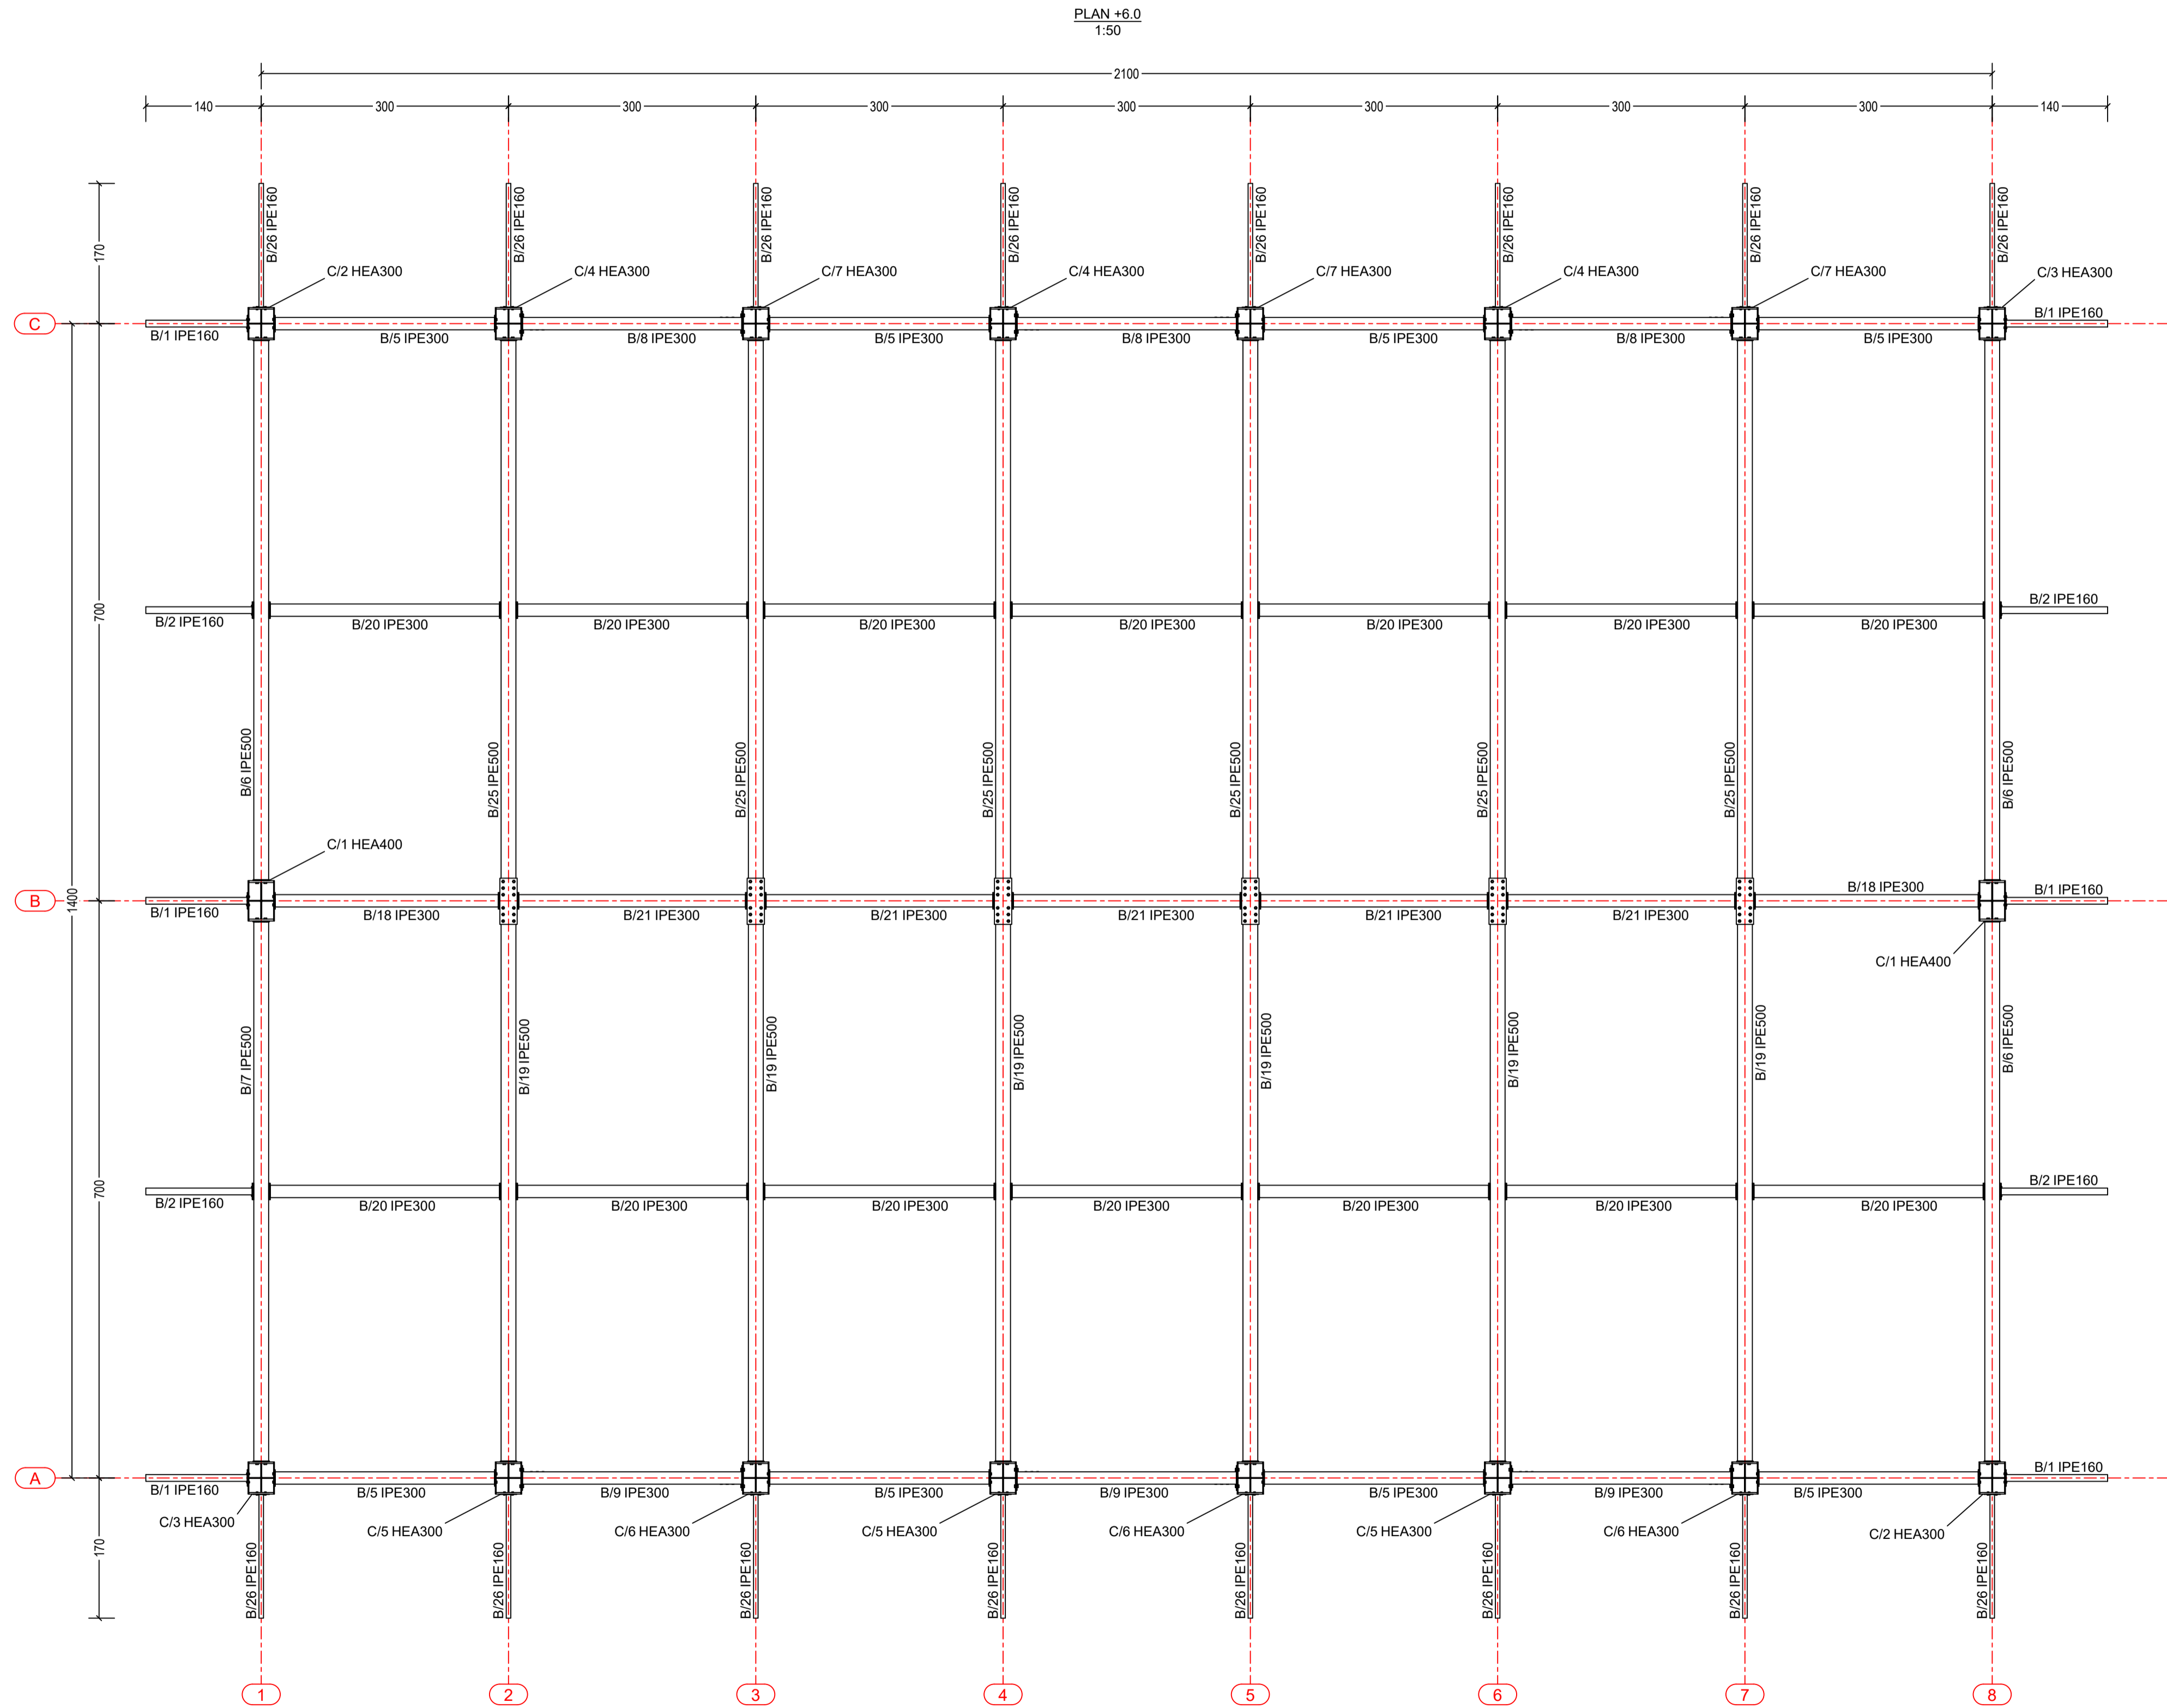 PLAN +6.0
1:50
2100
140 300 300 300 300 300 300 300 140
170
B/26 IPE160 B/26 IPE160 B/26 IPE160 B/26 IPE160 B/26 IPE160 B/26 IPE160 B/26 IPE160 B/26 IPE160
C/2 HEA300 C/4 HEA300 C/7 HEA300 C/4 HEA300 C/7 HEA300 C/4 HEA300 C/7 HEA300 C/3 HEA300
B/1 IPE160
C
B/1 IPE160 B/5 IPE300 B/8 IPE300 B/5 IPE300 B/8 IPE300 B/5 IPE300 B/8 IPE300 B/5 IPE300
B/2 IPE160
700
B/2 IPE160 B/20 IPE300 B/20 IPE300 B/20 IPE300 B/20 IPE300 B/20 IPE300 B/20 IPE300 B/20 IPE300
B/6 IPE500 B/25 IPE500 B/25 IPE500 B/25 IPE500 B/25 IPE500 B/25 IPE500 B/25 IPE500 B/6 IPE500
C/1 HEA400
B/18 IPE300 B/1 IPE160
B
1400
B/1 IPE160 B/18 IPE300 B/21 IPE300 B/21 IPE300 B/21 IPE300 B/21 IPE300 B/21 IPE300
C/1 HEA400
B/7 IPE500 B/19 IPE500 B/19 IPE500 B/19 IPE500 B/19 IPE500 B/19 IPE500 B/19 IPE500 B/6 IPE500
B/2 IPE160
700
B/2 IPE160 B/20 IPE300 B/20 IPE300 B/20 IPE300 B/20 IPE300 B/20 IPE300 B/20 IPE300 B/20 IPE300
B/1 IPE160
A
B/1 IPE160 B/5 IPE300 B/9 IPE300 B/5 IPE300 B/9 IPE300 B/5 IPE300 B/9 IPE300 B/5 IPE300
C/3 HEA300 C/5 HEA300 C/6 HEA300 C/5 HEA300 C/6 HEA300 C/5 HEA300 C/6 HEA300 C/2 HEA300
170
B/26 IPE160 B/26 IPE160 B/26 IPE160 B/26 IPE160 B/26 IPE160 B/26 IPE160 B/26 IPE160 B/26 IPE160
1 2 3 4 5 6 7 8